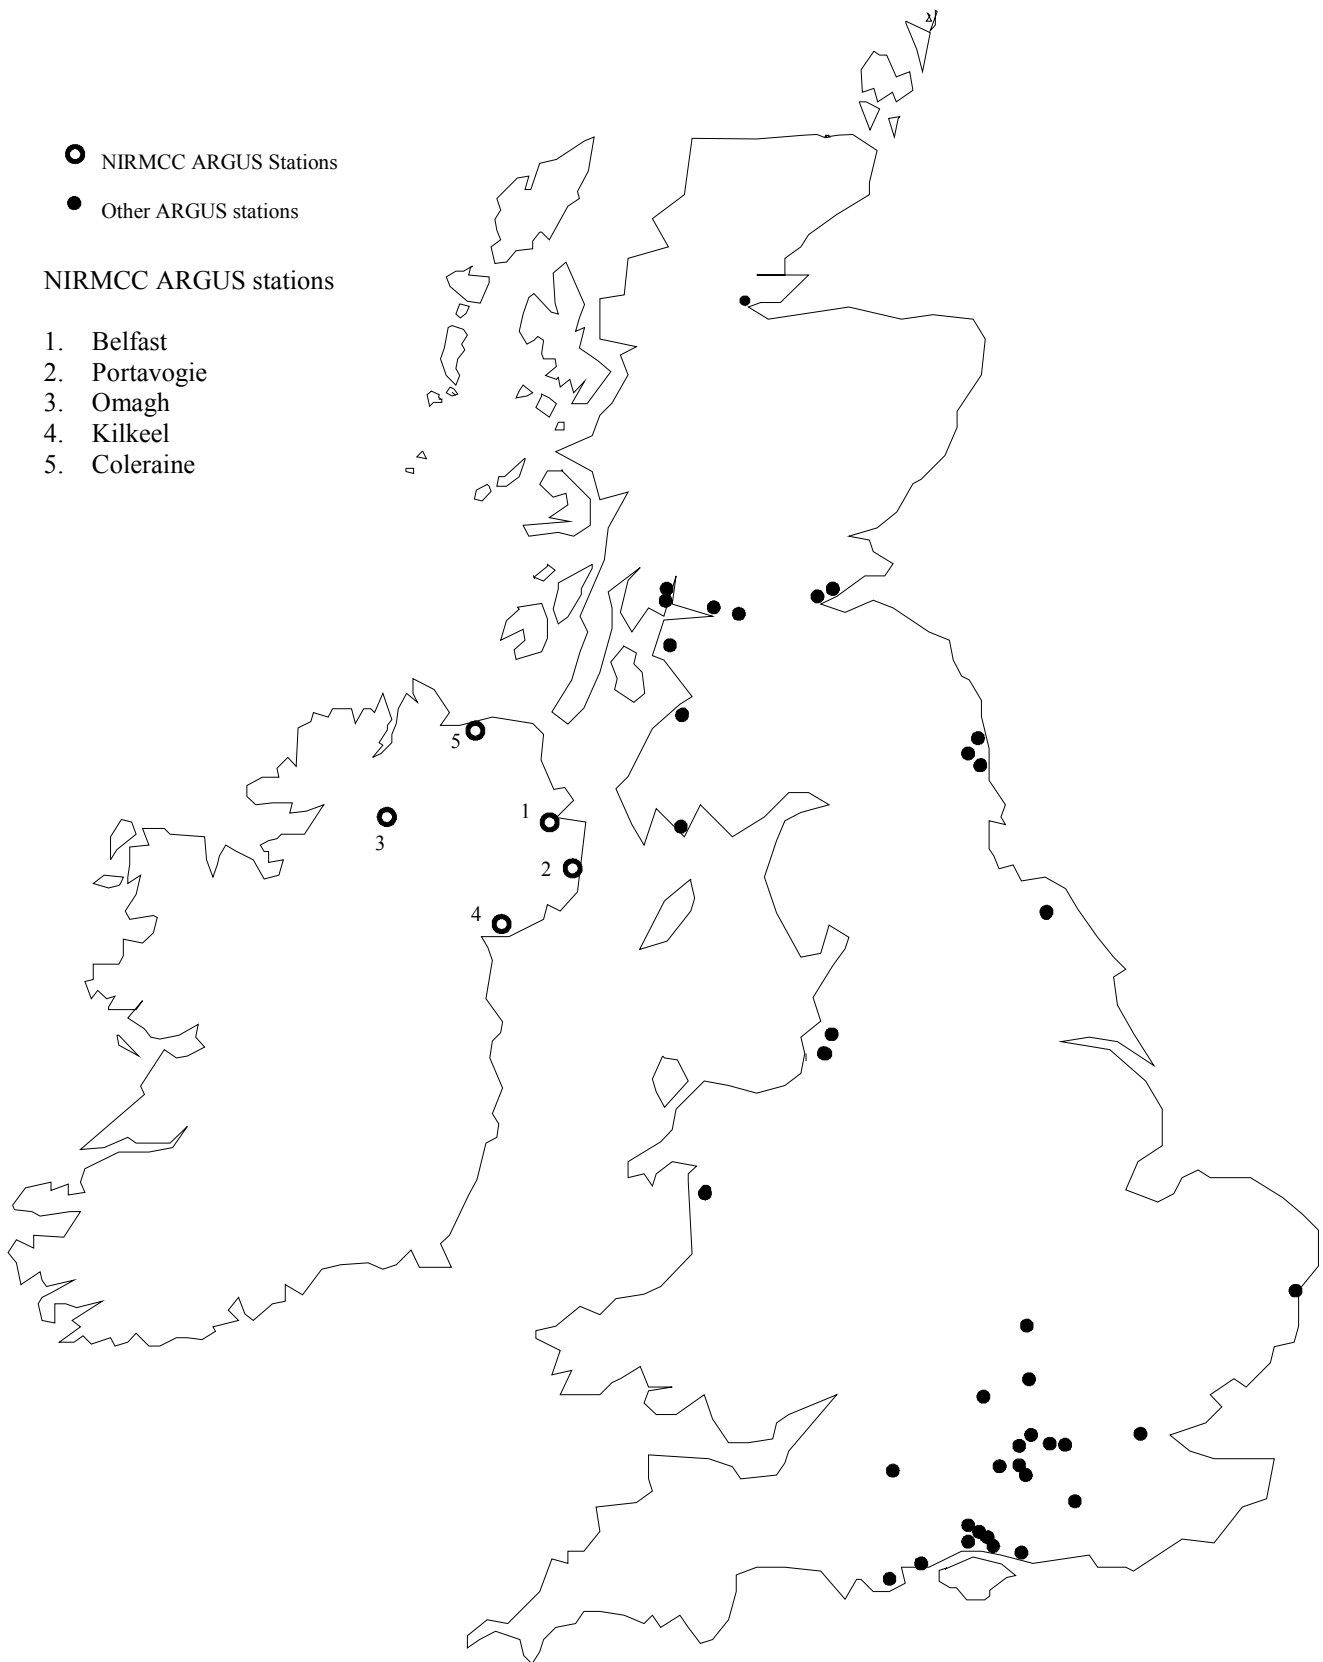 NIRMCC ARGUS Stations
Other ARGUS stations
NIRMCC ARGUS stations
1. Belfast
2. Portavogie
3. Omagh
4. Kilkeel
5. Coleraine
5
1
3
2
4